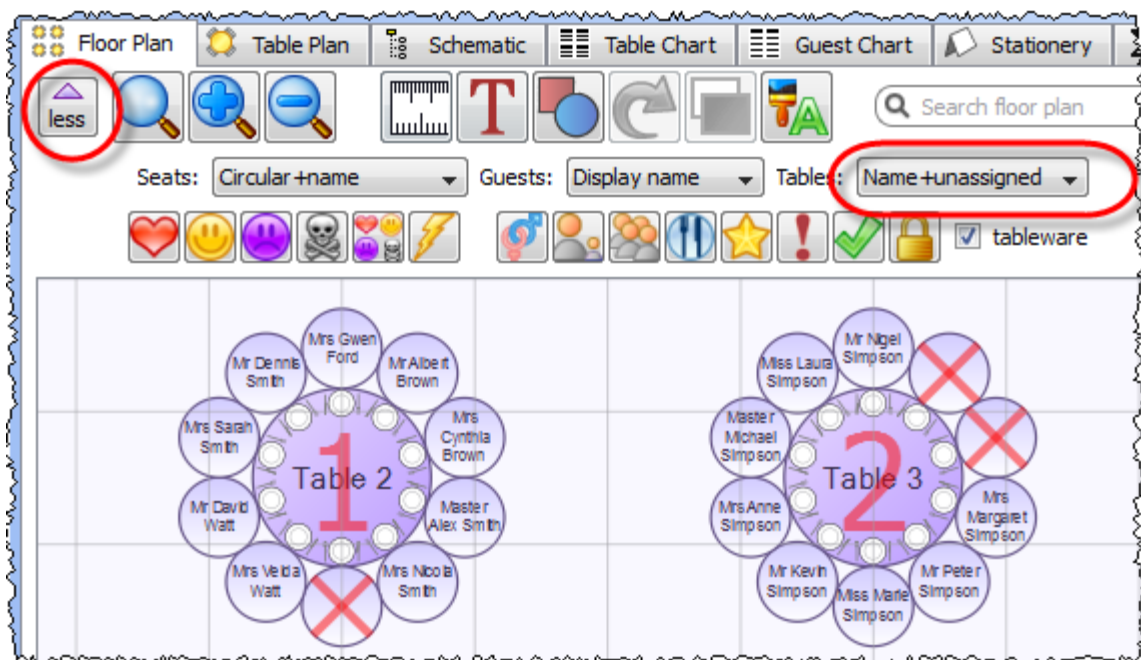 Floor Plan
Table Plan
Schematic
Table Chart
Guest Chart
Stationery
less
T
A
Search floor plan
Seats:
Circular+name
Guests:
Display name
Tables:
Name+unassigned
tableware
Mrs Gwen
Ford
Mr Dennis
Smith
Mr Albert
Brown
Mrs Sarah
Smith
Mrs
Cynthia
Brown
Table 2
1
Mr David
Watt
Master
Alex Smith
Mrs Velda
Watt
Mrs Nicola
Smith
Mr Nigel
Simpson
Miss Laura
Simpson
Master
Michael
Simpson
Table 3
2
Mrs Anne
Simpson
Mrs
Margaret
Simpson
Mr Kevin
Simpson
Mr Peter
Simpson
Miss Marie
Simpson